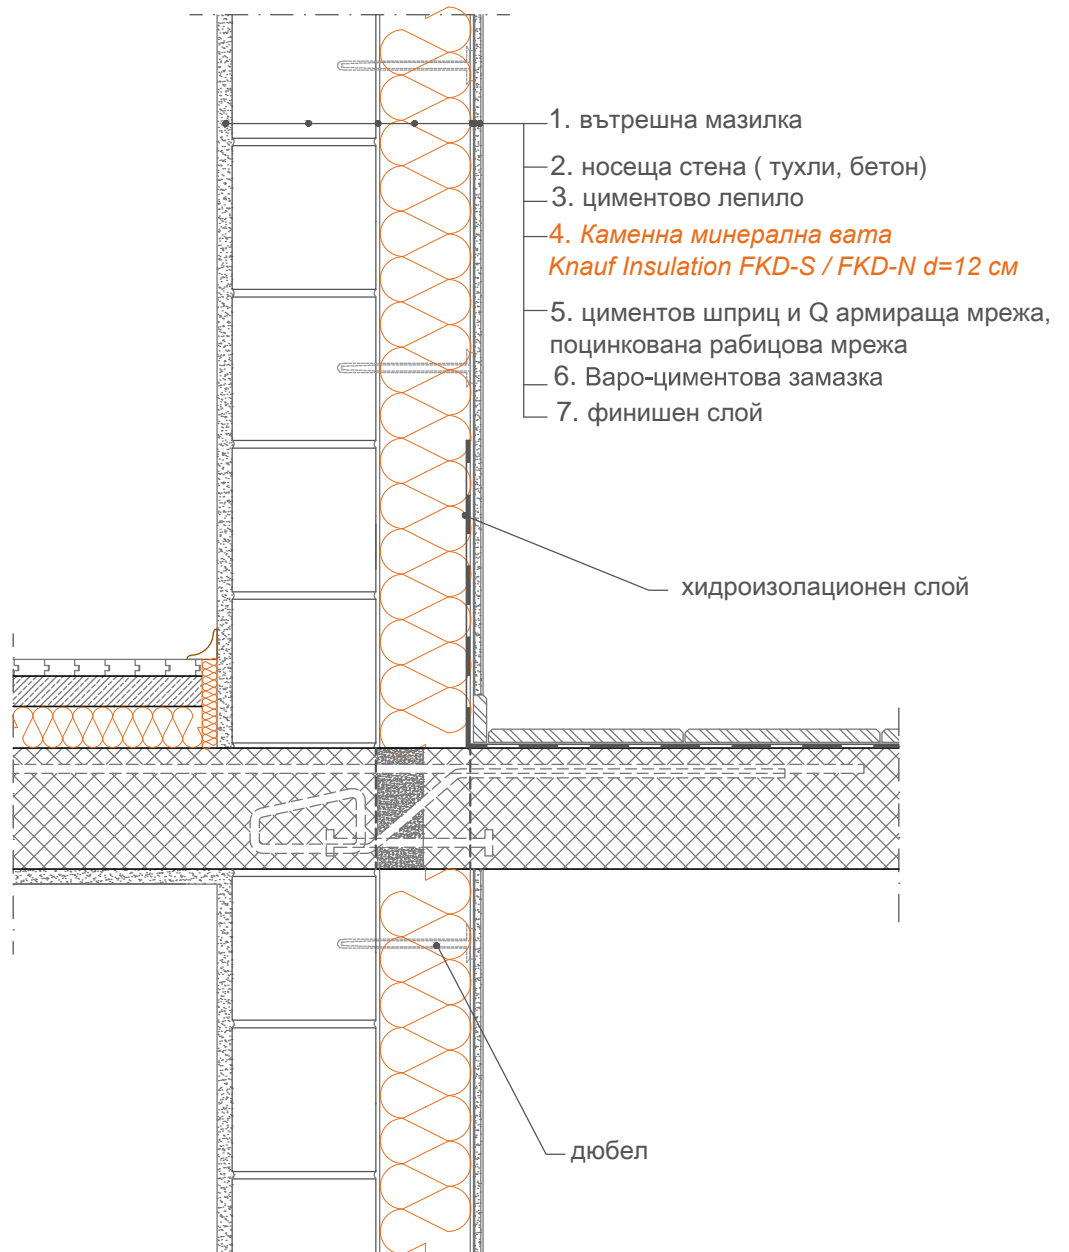 1. вътрешна мазилка
2. носеща стена ( тухли, бетон)
3. циментово лепило
4. Каменна минерална вата
Knauf Insulation FKD-S / FKD-N d=12 см
5. циментов шприц и Q армираща мрежа,
поцинкована рабицова мрежа
6. Варо-циментова замазка
7. финишен слой
хидроизолационен слой
дюбел